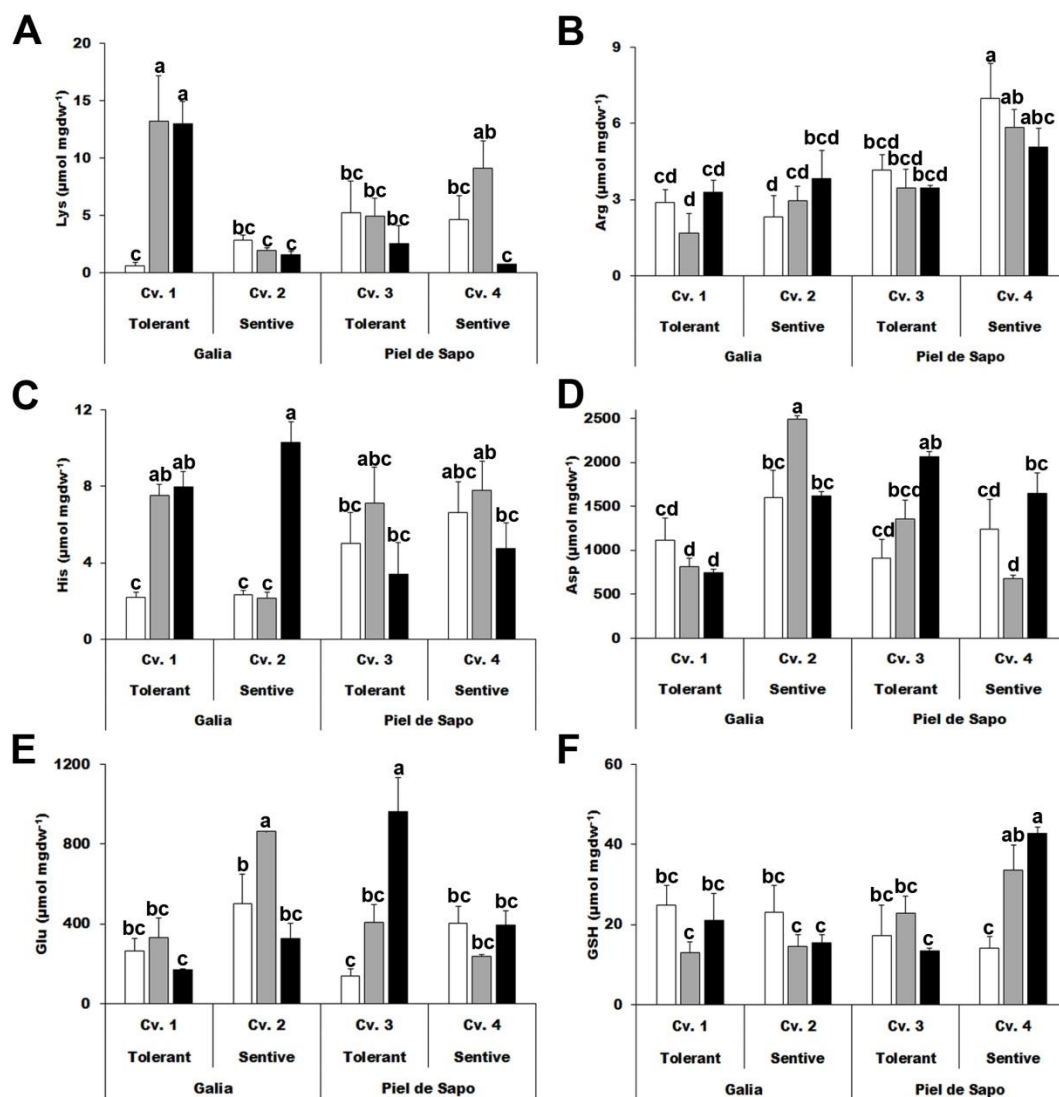 A
Lys (µmol mgdw-1)
20
15
10
5
0
c a a
bc c c
bc bc bc
bc ab c
Cv. 1 Cv. 2 Cv. 3 Cv. 4
Tolerant Sentive Tolerant Sentive
Galia Piel de Sapo
B
Arg (µmol mgdw-1)
9
6
3
0
cd d cd
d cd bcd
bcd bcd bcd
a ab abc
Cv. 1 Cv. 2 Cv. 3 Cv. 4
Tolerant Sentive Tolerant Sentive
Galia Piel de Sapo
C
His (µmol mgdw-1)
12
8
4
0
c ab ab
c c a
bc abc bc
abc ab bc
Cv. 1 Cv. 2 Cv. 3 Cv. 4
Tolerant Sentive Tolerant Sentive
Galia Piel de Sapo
D
Asp (µmol mgdw-1)
2500
2000
1500
1000
500
0
cd d d
bc a bc
cd bcd ab
cd d bc
Cv. 1 Cv. 2 Cv. 3 Cv. 4
Tolerant Sentive Tolerant Sentive
Galia Piel de Sapo
E
Glu (µmol mgdw-1)
1200
800
400
0
bc bc c
b a bc
c bc a
bc bc bc
Cv. 1 Cv. 2 Cv. 3 Cv. 4
Tolerant Sentive Tolerant Sentive
Galia Piel de Sapo
F
GSH (µmol mgdw-1)
60
40
20
0
bc c bc
bc c c
bc bc c
c ab a
Cv. 1 Cv. 2 Cv. 3 Cv. 4
Tolerant Sentive Tolerant Sentive
Galia Piel de Sapo